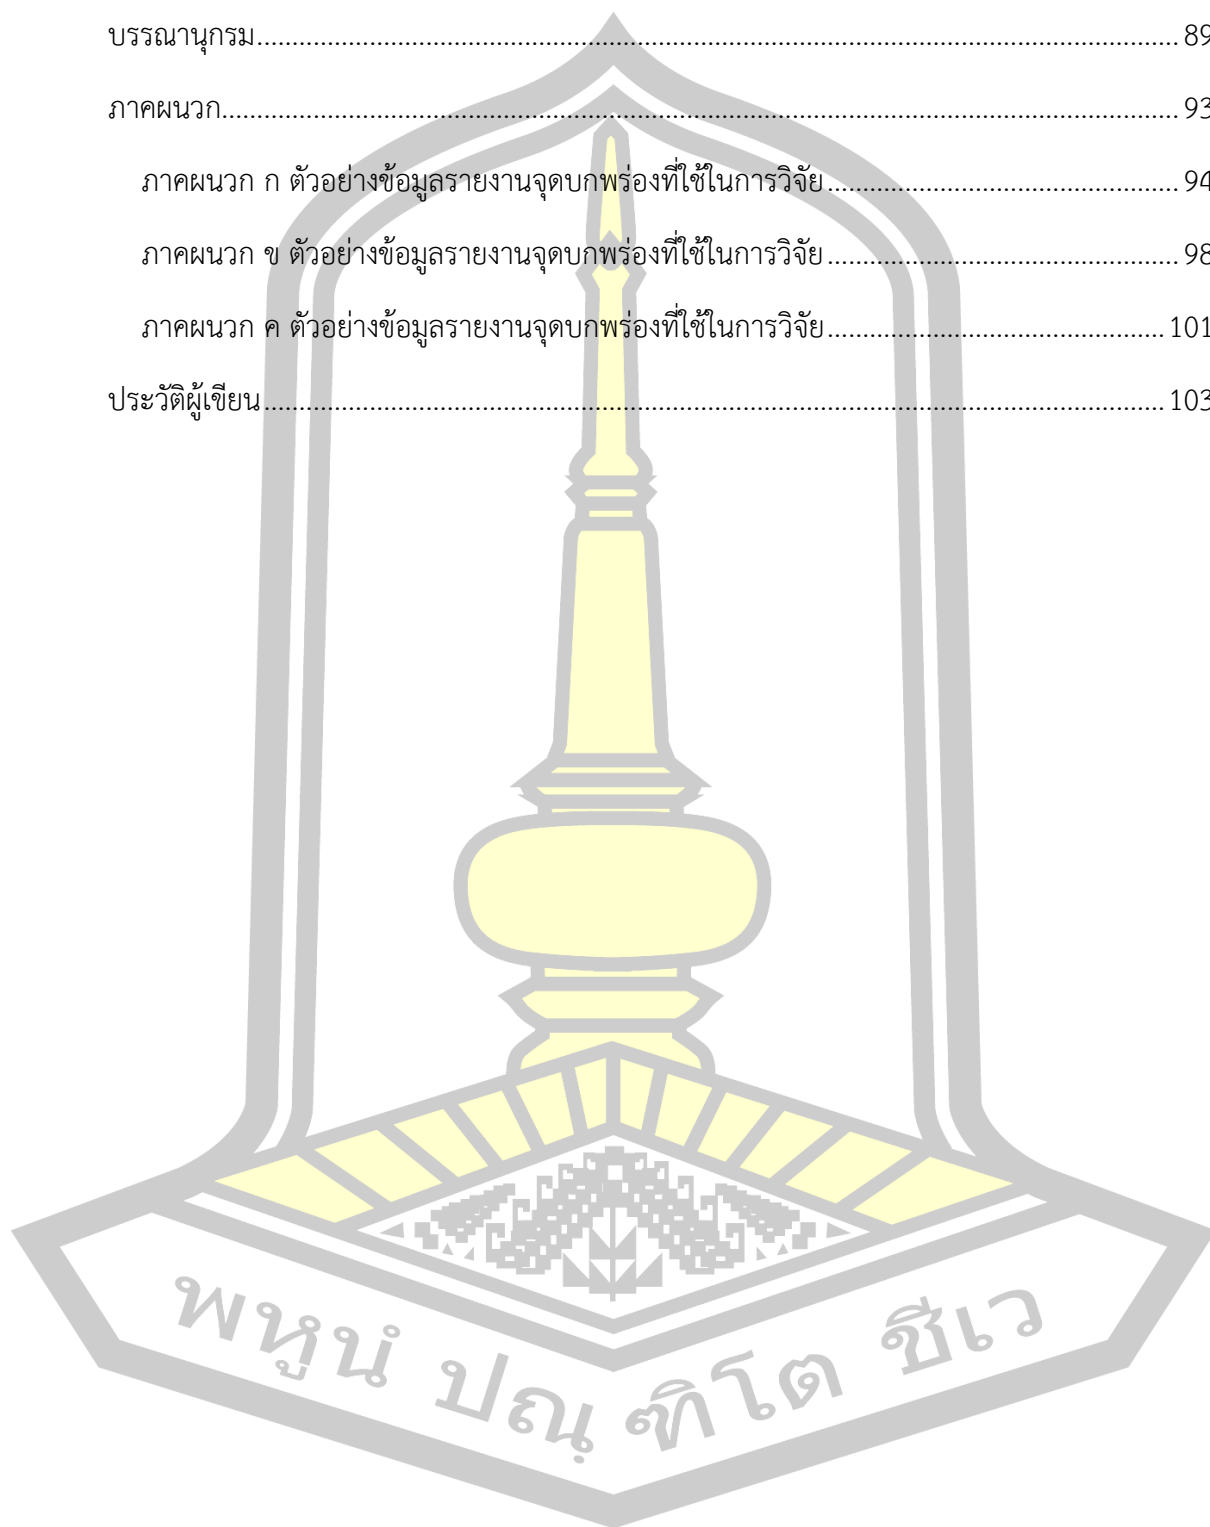 บรรณานุกรม.......................................................................................................................... 89
ภาคผนวก.............................................................................................................................. 93
ภาคผนวก ก ตัวอย่างข้อมูลรายงานจุดบกพร่องที่ใช้ในการวิจัย............................................... 94
ภาคผนวก ข ตัวอย่างข้อมูลรายงานจุดบกพร่องที่ใช้ในการวิจัย............................................... 98
ภาคผนวก ค ตัวอย่างข้อมูลรายงานจุดบกพร่องที่ใช้ในการวิจัย............................................. 101
ประวัติผู้เขียน....................................................................................................................... 103
พหูนํ ปณฺฑิโต ชีเว